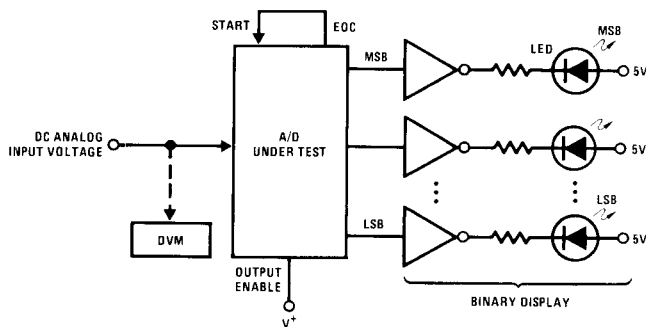 START
EOC
MSB
LED
MSB
5V
DC ANALOG
INPUT VOLTAGE
A/D
UNDER TEST
5V
DVM
LSB
LSB
5V
OUTPUT
ENABLE
V+
BINARY DISPLAY